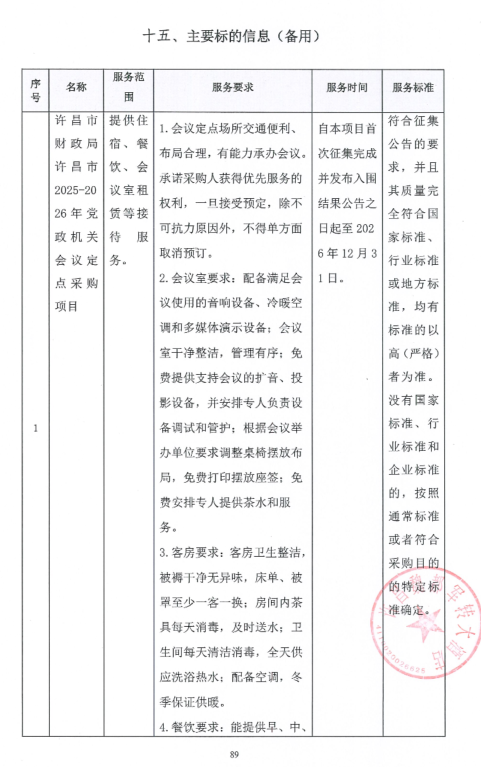 十五、主要标的信息（备用）
序号
名称
服务范围
服务要求
服务时间
服务标准
1
许昌市
财政局
许昌市
2025-20
26年党
政机关
会议定
点采购
项目
提供住
宿、餐
饮、会
议室租
赁等接
待服
务。
1.会议定点场所交通便利、
布局合理，有能力承办会议。
承诺采购人获得优先服务的
权利，一旦接受预定，除不
可抗力原因外，不得单方面
取消预订。
2.会议室要求：配备满足会
议使用的音响设备、冷暖空
调和多媒体演示设备；会议
室干净整洁，管理有序；免
费提供支持会议的扩音、投
影设备，并安排专人负责设
备调试和管护；根据会议举
办单位要求调整桌椅摆放布
局，免费打印摆放座签；免
费安排专人提供茶水和服
务。
3.客房要求：客房卫生整洁，
被褥干净无异味，床单、被
罩至少一客一换；房间内茶
具每天消毒，及时送水；卫
生间每天清洁消毒，全天供
应洗浴热水；配备空调，冬
季保证供暖。
4.餐饮要求：能提供早、中、
自本项目首
次征集完成
并发布入围
结果公告之
日起至202
6年12月3
1日。
符合征集
公告的要
求，并且
其质量完
全符合国
家标准、
行业标准
或地方标
准，均有
标准的以
高（严格）
者为准。
没有国家
标准、行
业标准和
企业标准
的，按照
通常标准
或者符合
采购目的
的特定标
准确定。
89